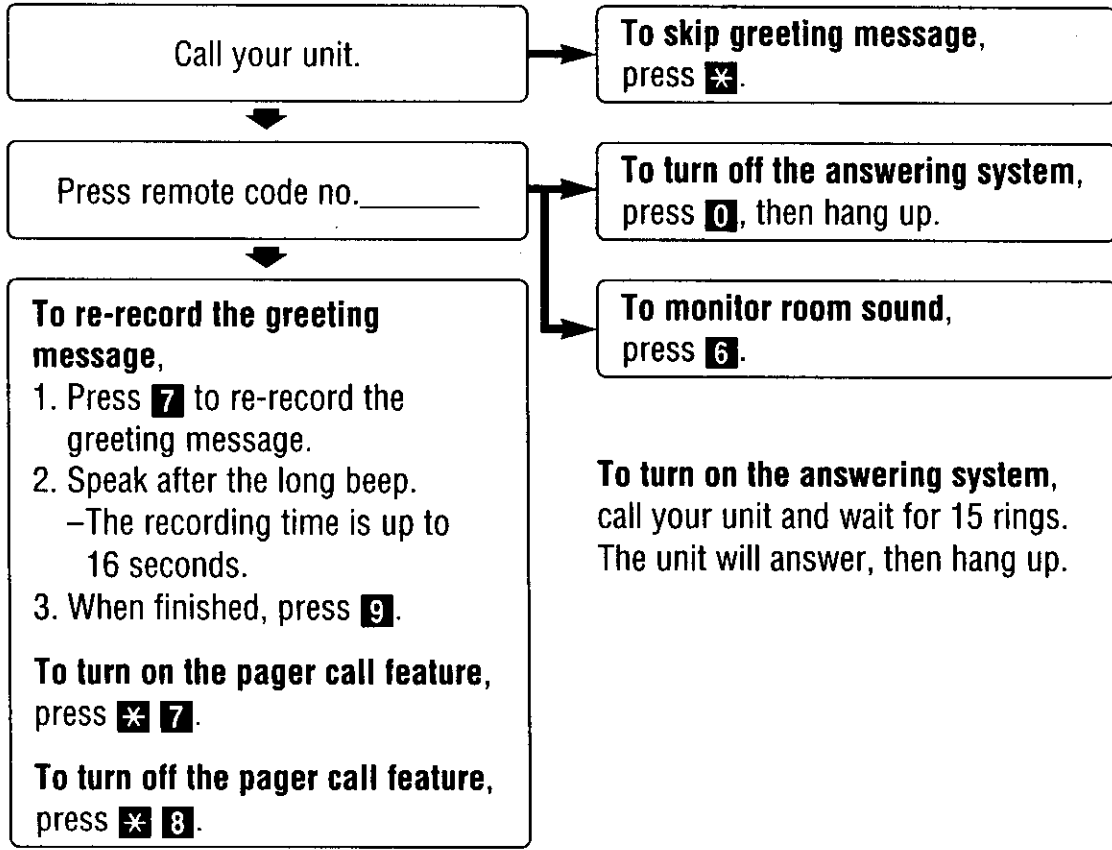 Call your unit.
To skip greeting message,
press *.
Press remote code no._______
To turn off the answering system,
press 0, then hang up.
To monitor room sound,
press 6.
To re-record the greeting
message,
1. Press 7 to re-record the
greeting message.
2. Speak after the long beep.
–The recording time is up to
16 seconds.
3. When finished, press 9.
To turn on the pager call feature,
press * 7.
To turn off the pager call feature,
press * 8.
To turn on the answering system,
call your unit and wait for 15 rings.
The unit will answer, then hang up.